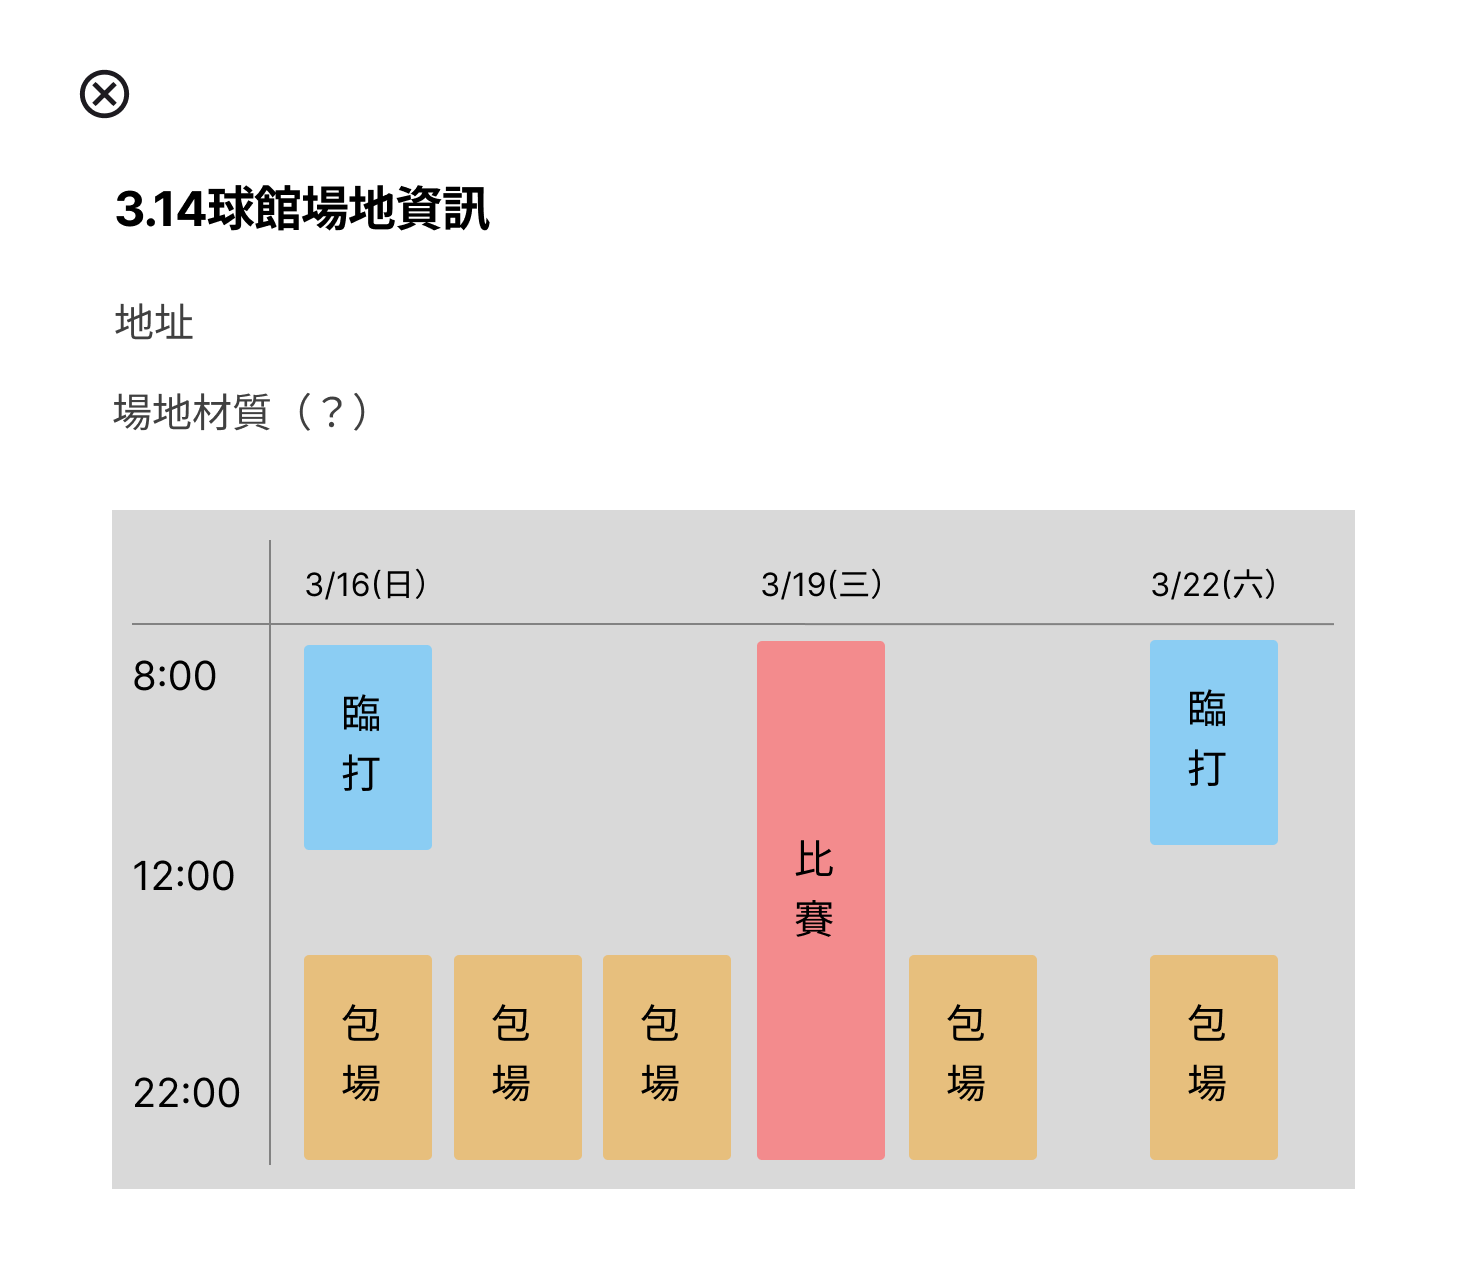 3.14球館場地資訊
地址
場地材質（？）
3/16(日）
3/19(三）
3/22(六）
8:00
臨
打
臨
打
12:00
比
賽
22:00
包
場
包
場
包
場
包
場
包
場